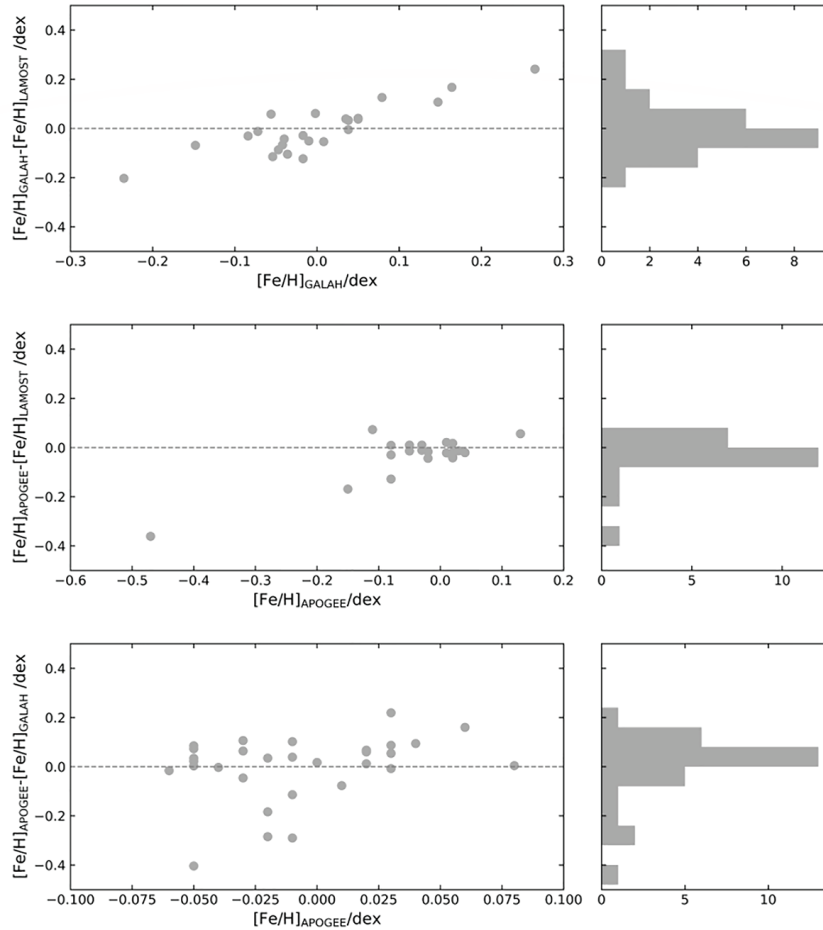 0.4
0.2
0.0
−0.2
−0.4
[Fe/H]GALAH-[Fe/H]LAMOST /dex
−0.3 −0.2 −0.1 0.0 0.1 0.2 0.3
[Fe/H]GALAH/dex
0 2 4 6 8
0.4
0.2
0.0
−0.2
−0.4
[Fe/H]APOGEE-[Fe/H]LAMOST /dex
−0.6 −0.5 −0.4 −0.3 −0.2 −0.1 0.0 0.1 0.2
[Fe/H]APOGEE/dex
0 5 10
0.4
0.2
0.0
−0.2
−0.4
[Fe/H]APOGEE-[Fe/H]GALAH /dex
−0.100 −0.075 −0.050 −0.025 0.000 0.025 0.050 0.075 0.100
[Fe/H]APOGEE/dex
0 5 10